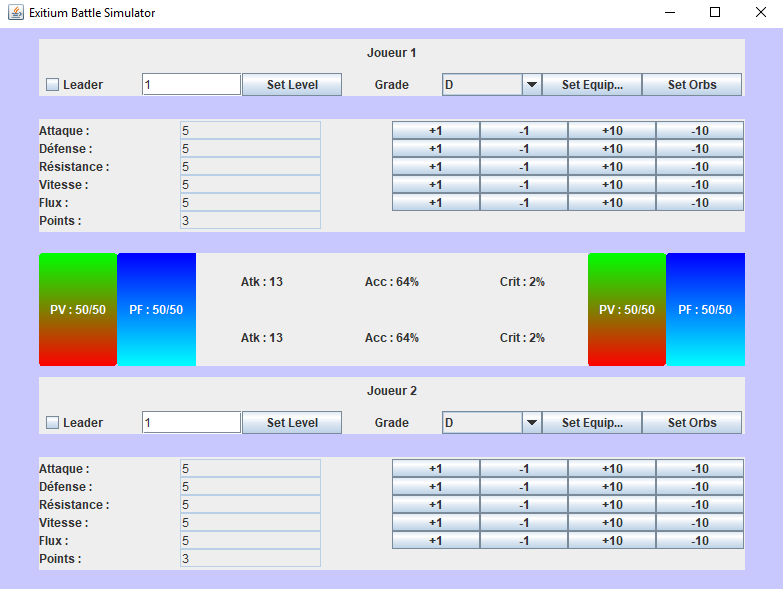 Exitium Battle Simulator
Joueur 1
Leader 1 Set Level Grade D Set Equip... Set Orbs
Attaque : 5 +1 -1 +10 -10
Défense : 5 +1 -1 +10 -10
Résistance : 5 +1 -1 +10 -10
Vitesse : 5 +1 -1 +10 -10
Flux : 5 +1 -1 +10 -10
Points : 3
Atk : 13 Acc : 64% Crit : 2%
PV : 50/50 PF : 50/50 PV : 50/50 PF : 50/50
Atk : 13 Acc : 64% Crit : 2%
Joueur 2
Leader 1 Set Level Grade D Set Equip... Set Orbs
Attaque : 5 +1 -1 +10 -10
Défense : 5 +1 -1 +10 -10
Résistance : 5 +1 -1 +10 -10
Vitesse : 5 +1 -1 +10 -10
Flux : 5 +1 -1 +10 -10
Points : 3